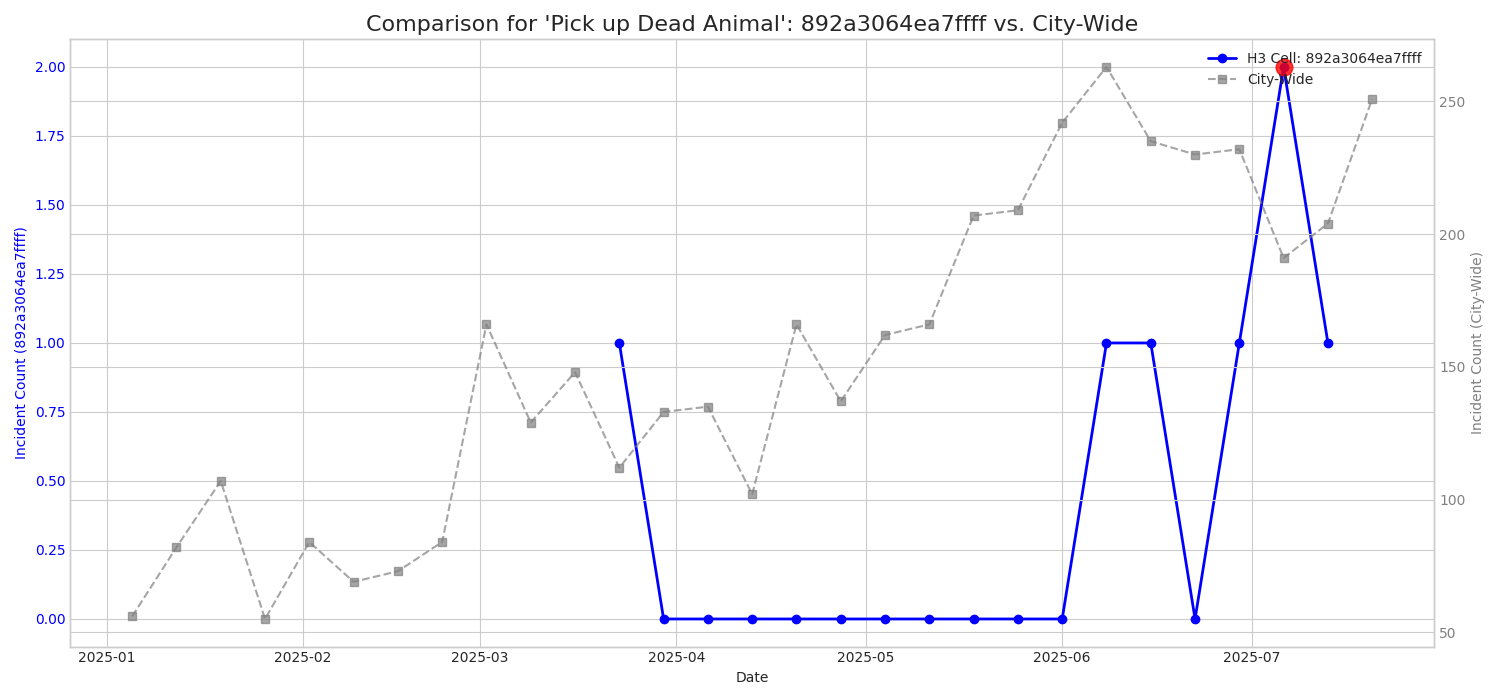 Comparison for 'Pick up Dead Animal': 892a3064ea7ffff vs. City-Wide
H3 Cell: 892a3064ea7ffff
City-Wide
2.00
1.75
1.50
1.25
1.00
0.75
0.50
0.25
0.00
Incident Count (892a3064ea7ffff)
250
200
150
100
50
Incident Count (City-Wide)
2025-01 2025-02 2025-03 2025-04 2025-05 2025-06 2025-07
Date